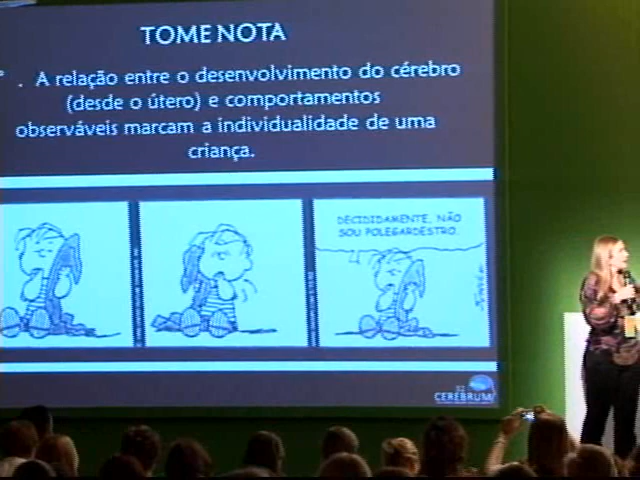 TOME NOTA
. A relação entre o desenvolvimento do cérebro
(desde o útero) e comportamentos
observáveis marcam a individualidade de uma
criança.
DECIDIDAMENTE, NÃO
SOU POLEGARDESTRO.
CEREBRUM